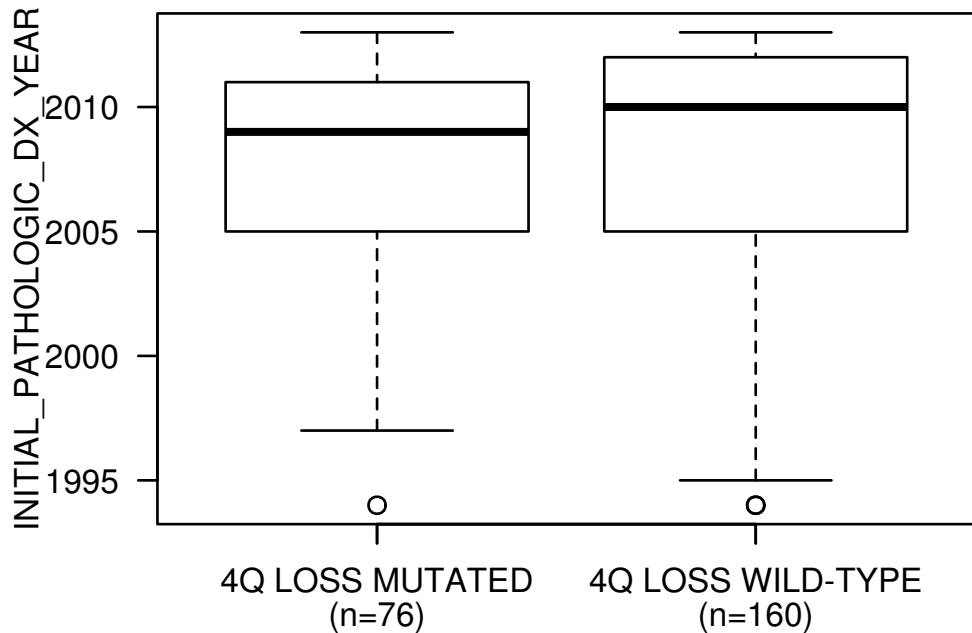 INITIAL_PATHOLOGIC_DX_YEAR
2010
2005
2000
1995
4Q LOSS MUTATED
(n=76)
4Q LOSS WILD-TYPE
(n=160)